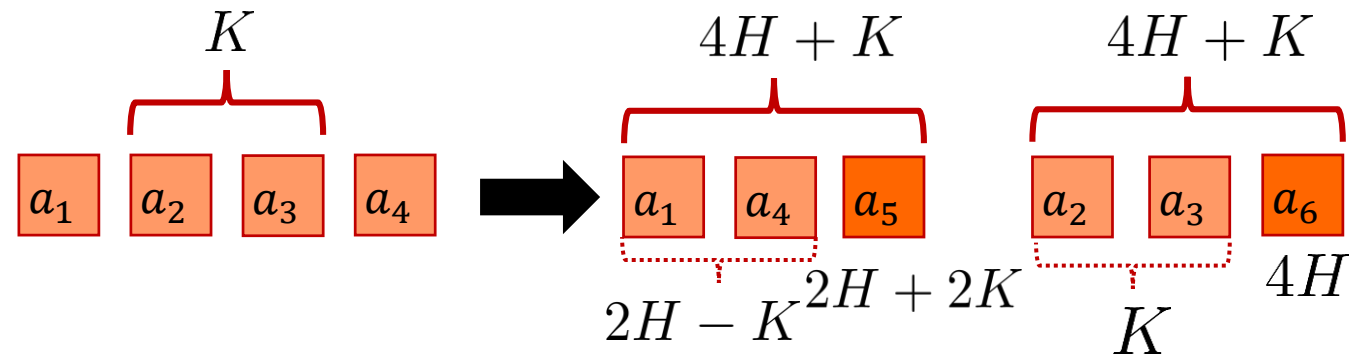 K
4H + K
4H + K
a₁ a₂ a₃ a₄
a₁ a₄ a₅
a₂ a₃ a₆
2H − K
2H + 2K
K
4H